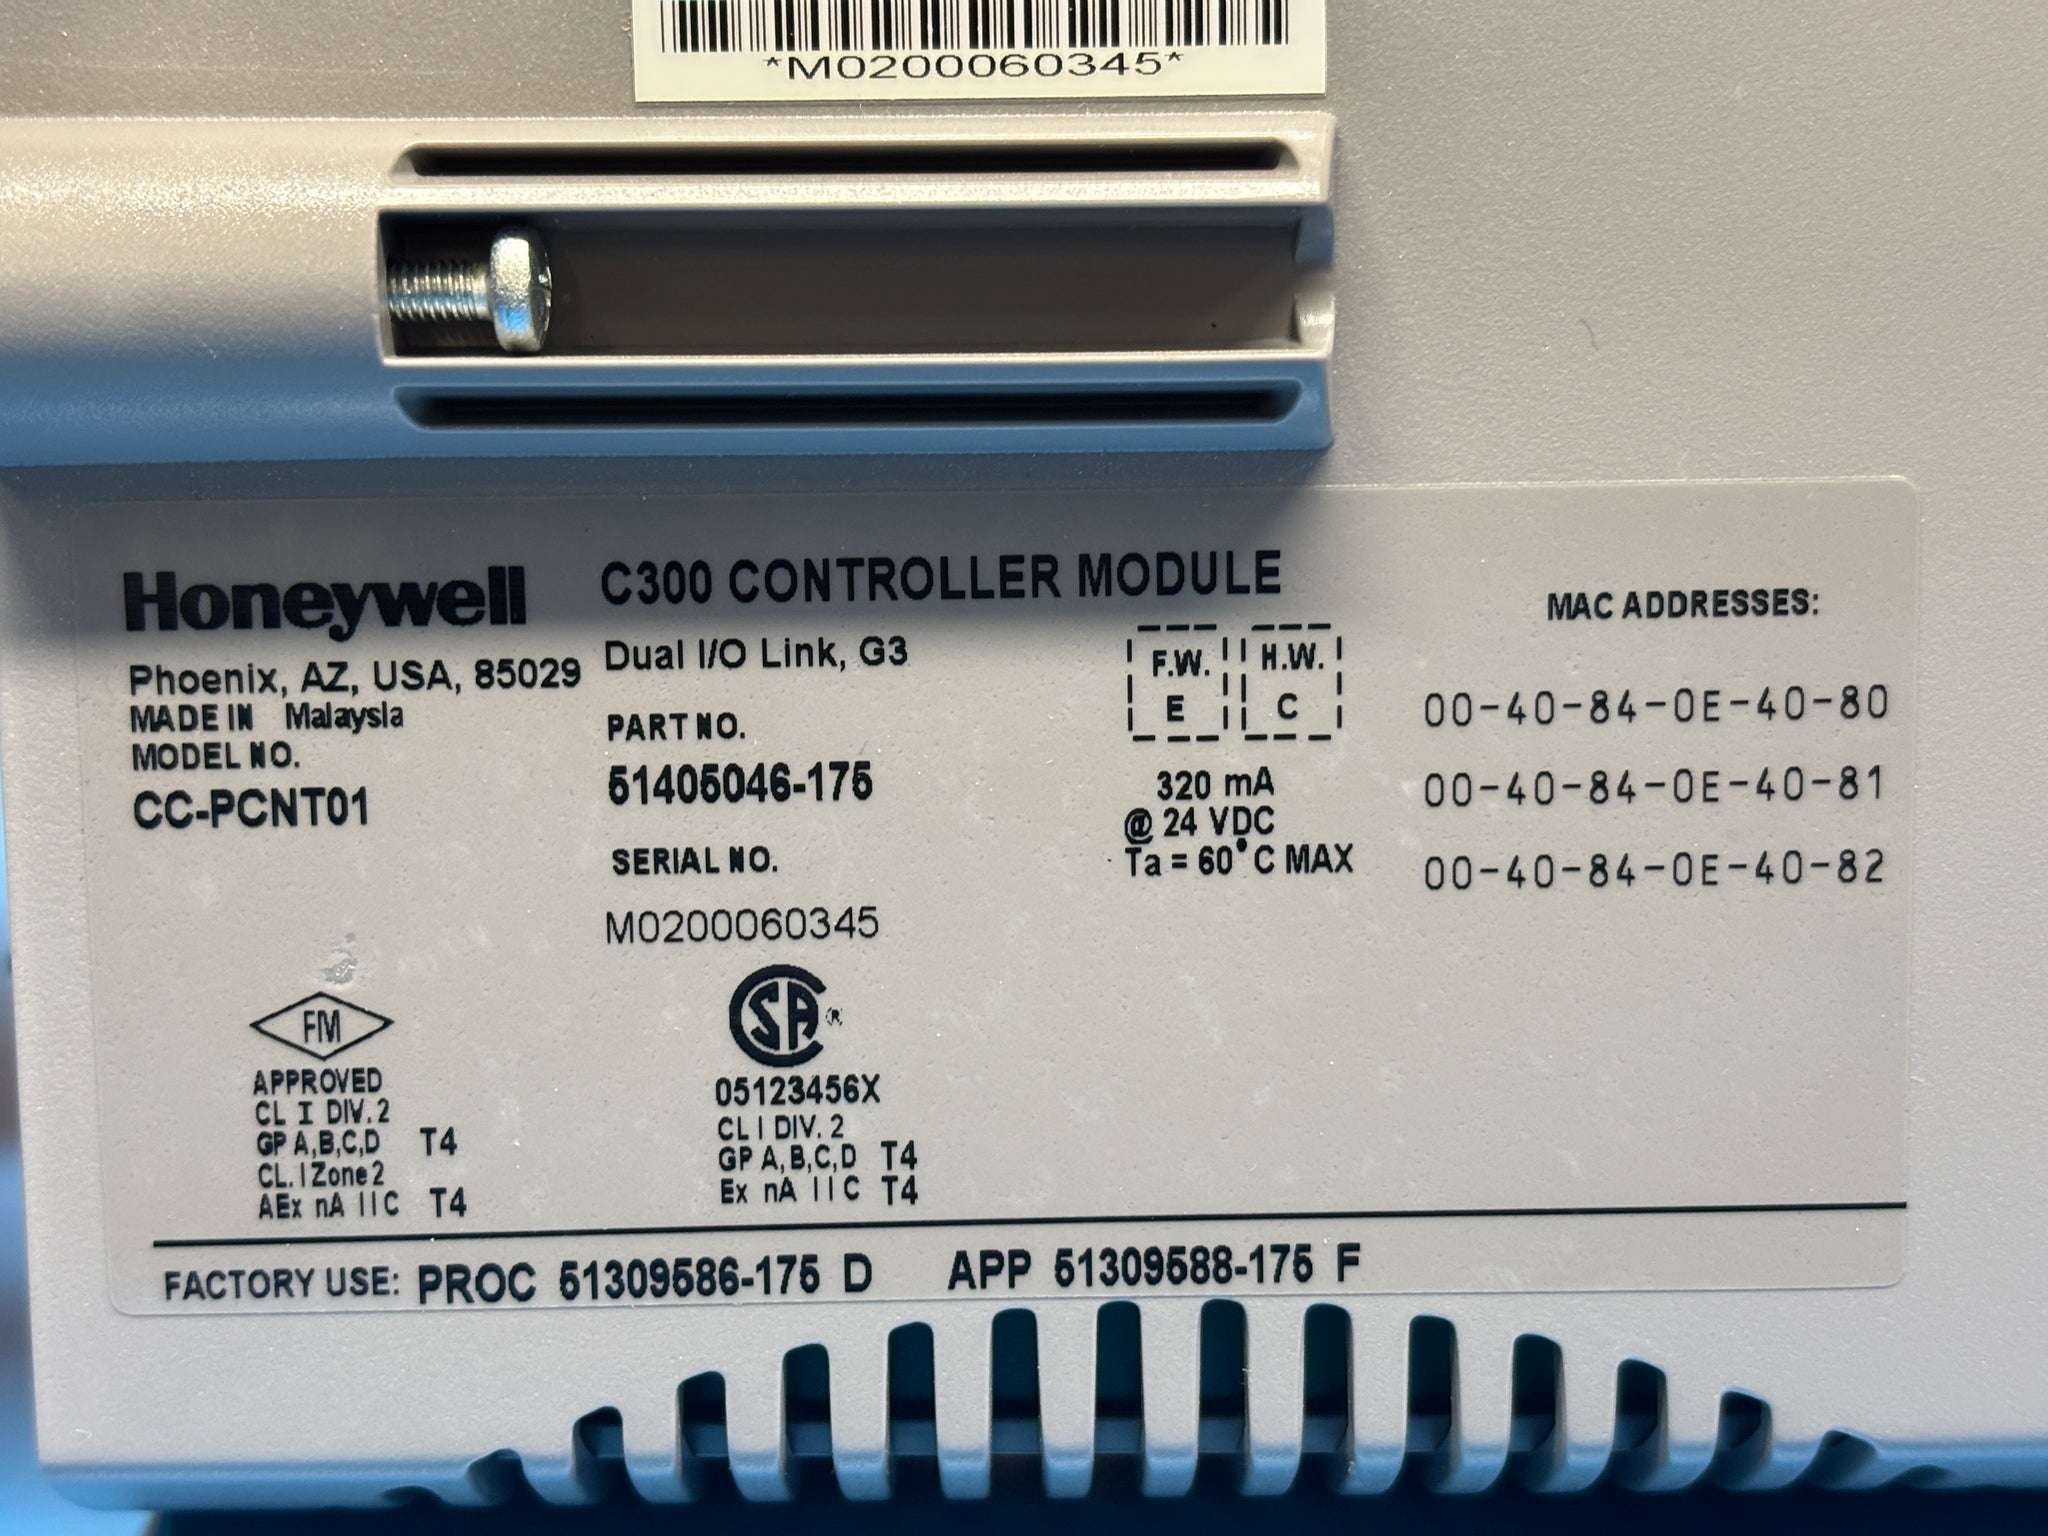 *M0200060345*
Honeywell
Phoenix, AZ, USA, 85029
MADE IN Malaysia
MODEL NO.
CC-PCNT01
C300 CONTROLLER MODULE
Dual I/O Link, G3
PART NO.
51405046-175
SERIAL NO.
M0200060345
F.W. H.W.
E C
320 mA
@ 24 VDC
Ta = 60°C MAX
MAC ADDRESSES:
00-40-84-0E-40-80
00-40-84-0E-40-81
00-40-84-0E-40-82
FM
APPROVED
CL I DIV. 2
GP A,B,C,D T4
CL. I Zone 2
AEx nA IIC T4
SA ®
05123456X
CL I DIV. 2
GP A,B,C,D T4
Ex nA IIC T4
FACTORY USE: PROC 51309586-175 D APP 51309588-175 F